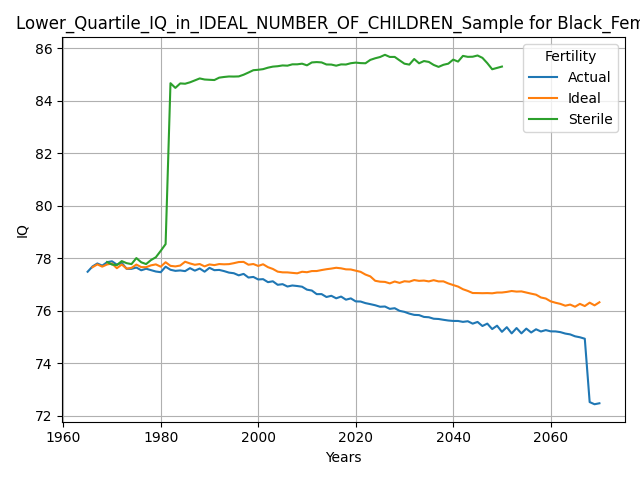 Lower_Quartile_IQ_in_IDEAL_NUMBER_OF_CHILDREN_Sample for Black_Fem
86
84
82
80
78
76
74
72
IQ
1960
1980
2000
2020
2040
2060
Years
Fertility
Actual
Ideal
Sterile